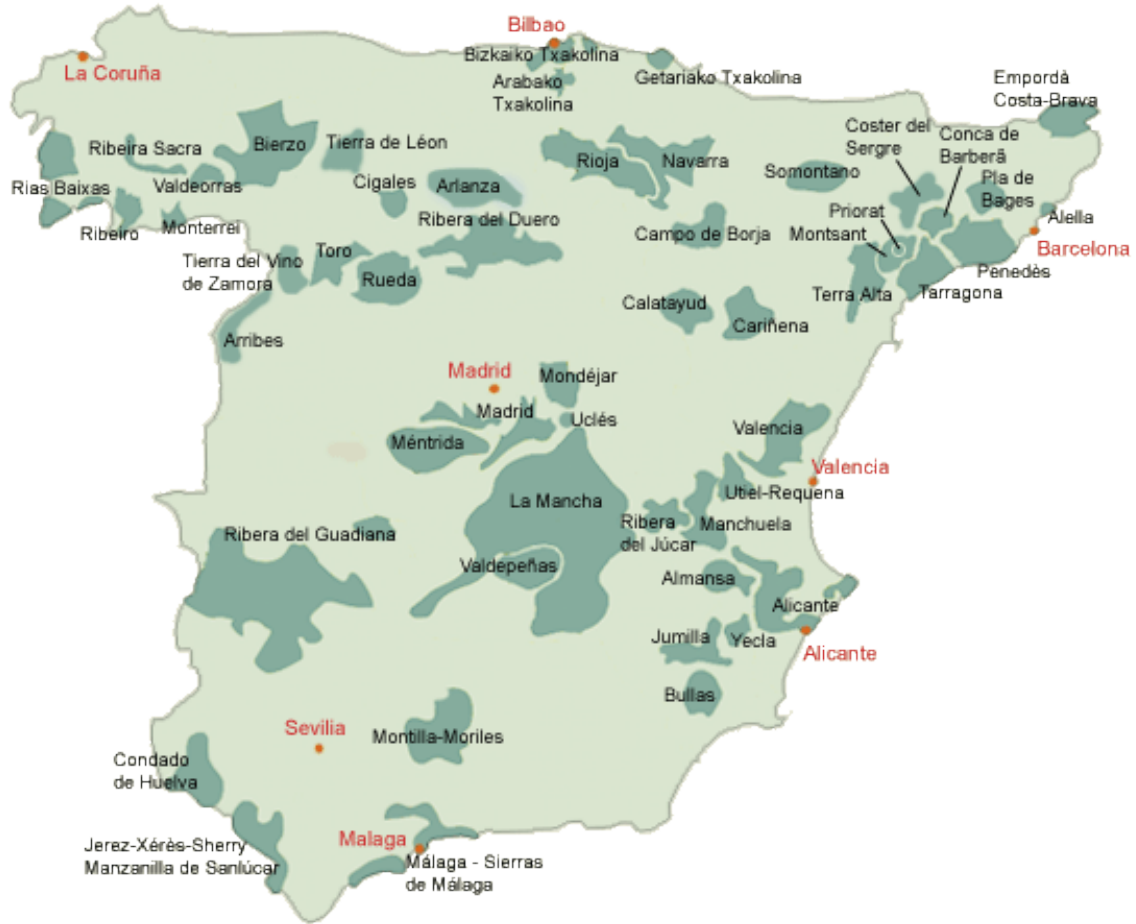 Bilbao
La Coruña
Bizkaiko Txakolina
Getariako Txakolina
Arabako
Txakolina
Empordà
Costa-Brava
Coster del
Sergre
Conca de
Barberã
Ribeira Sacra
Bierzo
Tierra de Léon
Rioja
Navarra
Somontano
Pla de
Bages
Rias Baixas
Valdeorras
Cigales
Arlanza
Priorat
Alella
Ribeiro
Monterrei
Ribera del Duero
Campo de Borja
Montsant
Barcelona
Tierra del Vino
de Zamora
Toro
Rueda
Penedès
Terra Alta
Tarragona
Calatayud
Cariñena
Arribes
Madrid
Mondéjar
Madrid
Uclés
Méntrida
Valencia
Valencia
La Mancha
Utiel-Requena
Ribera del Guadiana
Ribera
del Júcar
Manchuela
Valdepeñas
Almansa
Alicante
Jumilla
Yecla
Alicante
Bullas
Sevilia
Montilla-Moriles
Condado
de Huelva
Malaga
Jerez-Xérès-Sherry
Manzanilla de Sanlúcar
Málaga - Sierras
de Málaga